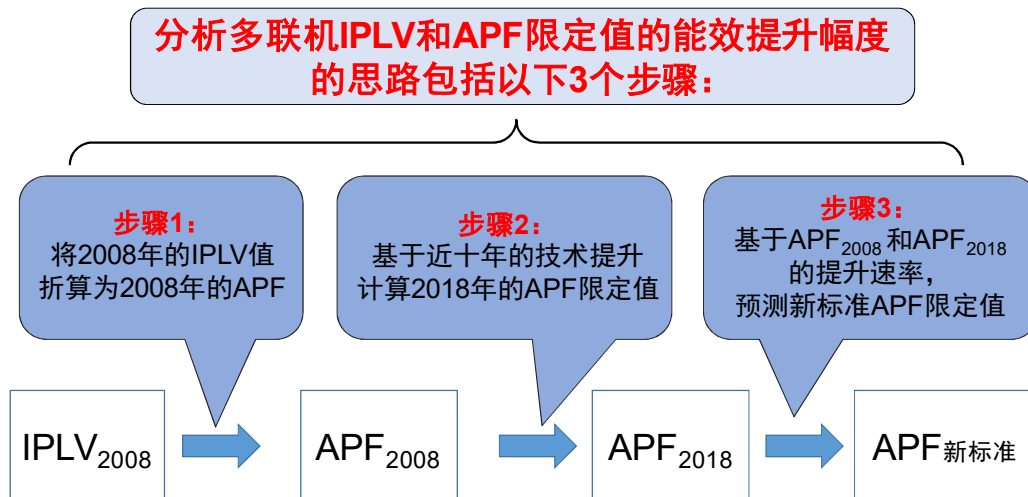 分析多联机IPLV和APF限定值的能效提升幅度
的思路包括以下3个步骤：
步骤1：
将2008年的IPLV值
折算为2008年的APF
步骤2：
基于近十年的技术提升
计算2018年的APF限定值
步骤3：
基于APF2008和APF2018
的提升速率，
预测新标准APF限定值
IPLV2008
APF2008
APF2018
APF新标准